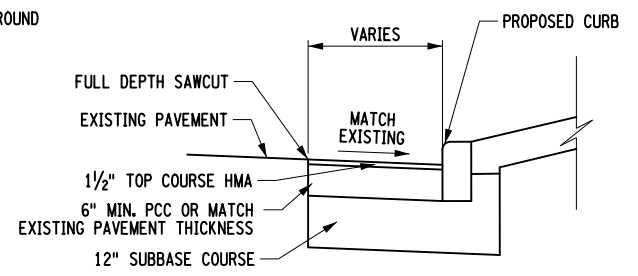 ROUND
VARIES
PROPOSED CURB
FULL DEPTH SAWCUT
EXISTING PAVEMENT
MATCH
EXISTING
1½" TOP COURSE HMA
6" MIN. PCC OR MATCH
EXISTING PAVEMENT THICKNESS
12" SUBBASE COURSE